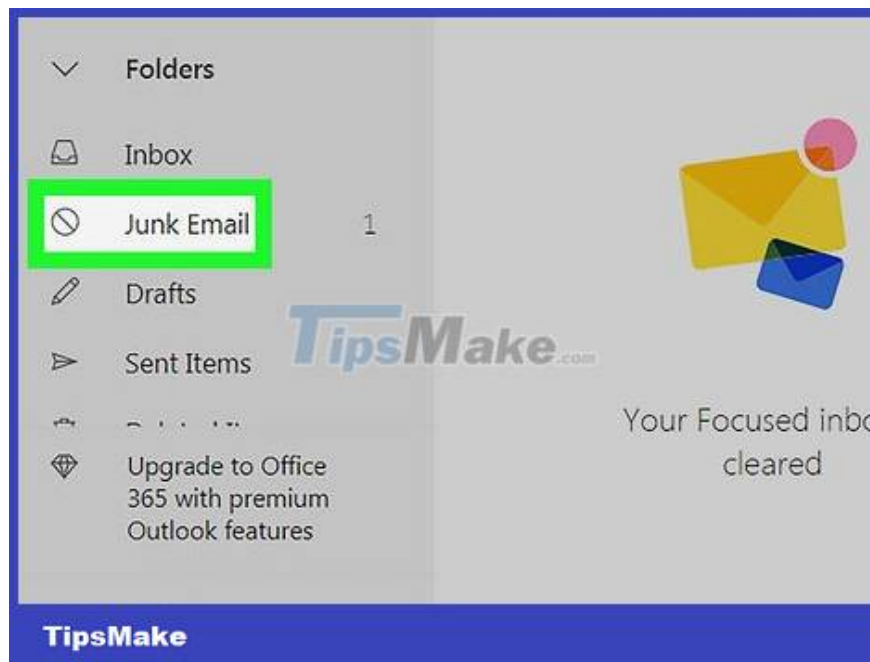 Folders
Inbox
Junk Email 1
Drafts
Sent Items
TipsMake.com
Your Focused inbo
cleared
Upgrade to Office
365 with premium
Outlook features
TipsMake